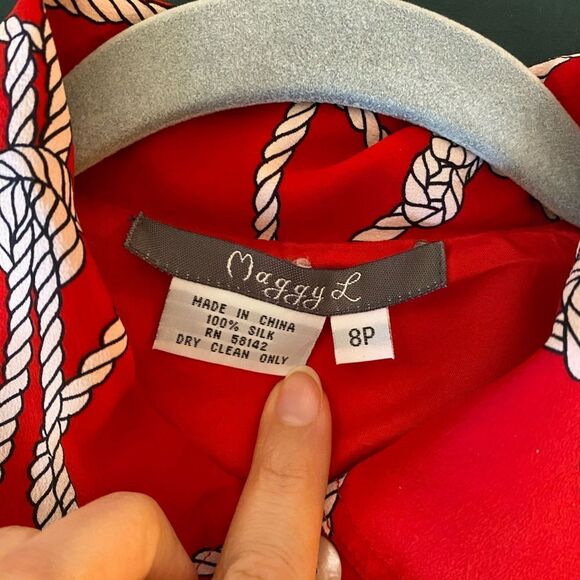 Maggy L
MADE IN CHINA
100% SILK
RN 58142
DRY CLEAN ONLY
8P